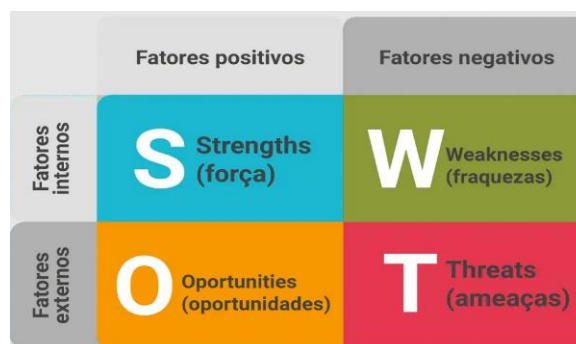 Fatores positivos
Fatores negativos
Fatores
internos
S
Strengths
(força)
W
Weaknesses
(fraquezas)
Fatores
externos
O
Oportunities
(oportunidades)
T
Threats
(ameaças)